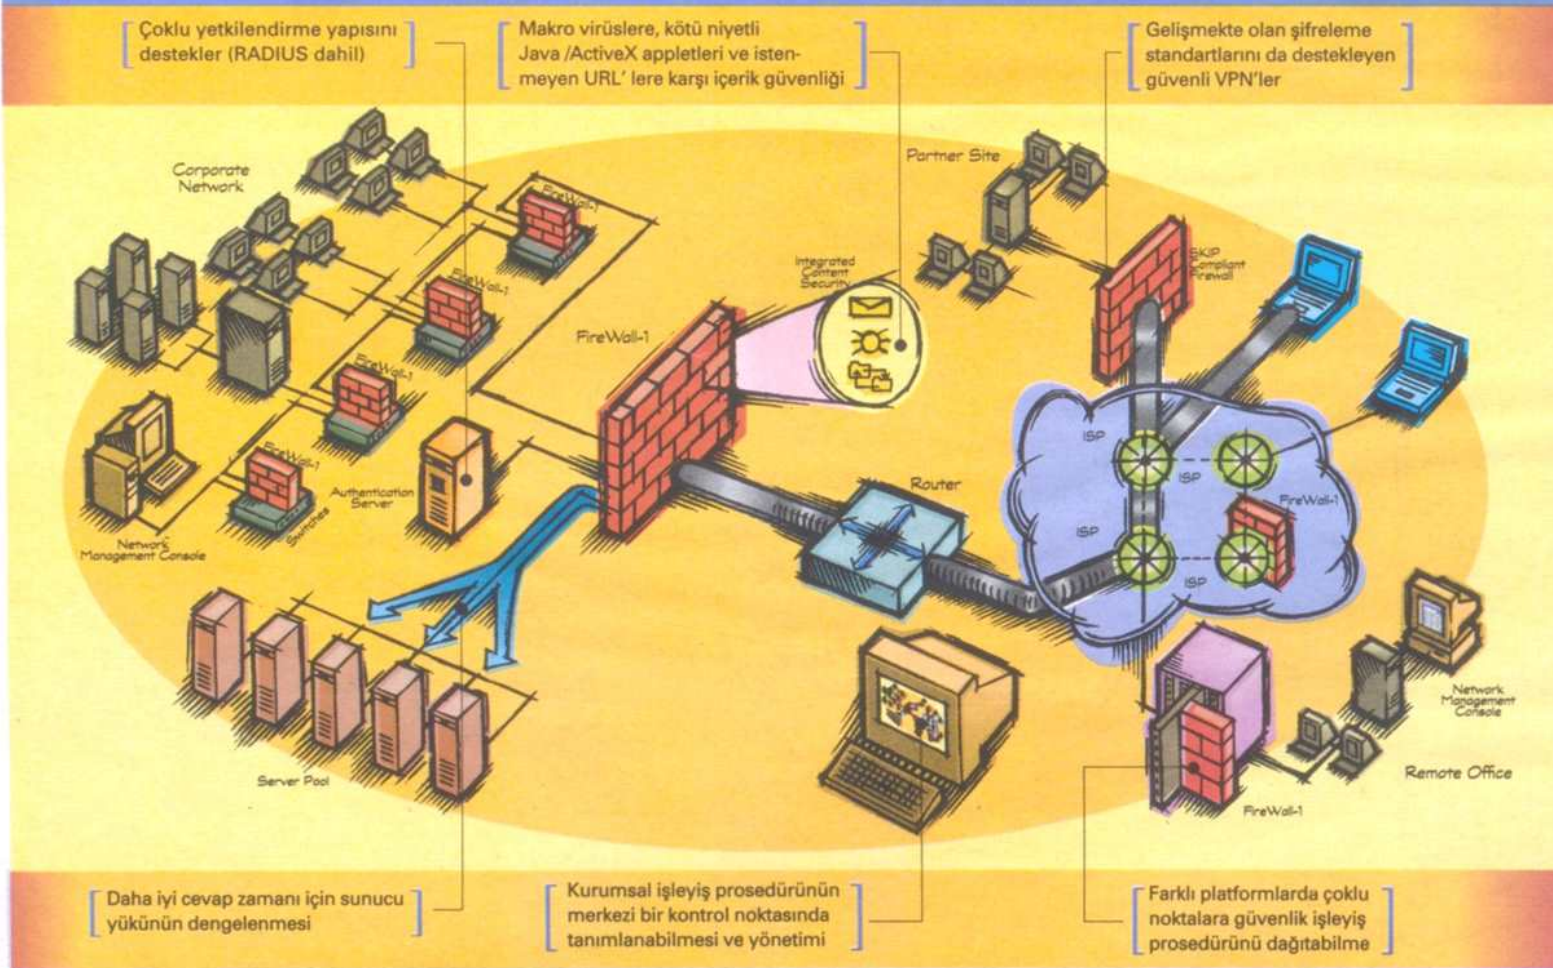 Çoklu yetkilendirme yapısını
destekler (RADIUS dahil)
Makro virüslere, kötü niyetli
Java /ActiveX appletleri ve isten-
meyen URL' lere karşı içerik güvenliği
Gelişmekte olan şifreleme
standartlarını da destekleyen
güvenli VPN'ler
Corporate
Network
FireWall-1
FireWall-1
FireWall-1
FireWall-1
Switches
Network
Management Console
Authentication
Server
FireWall-1
Integrated
Content
Security
Partner Site
SKIP
Compliant
Firewall
Router
ISP
ISP
ISP
ISP
FireWall-1
Server Pool
Network
Management
Console
Remote Office
FireWall-1
Daha iyi cevap zamanı için sunucu
yükünün dengelenmesi
Kurumsal işleyiş prosedürünün
merkezi bir kontrol noktasında
tanımlanabilmesi ve yönetimi
Farklı platformlarda çoklu
noktalara güvenlik işleyiş
prosedürünü dağıtabilme